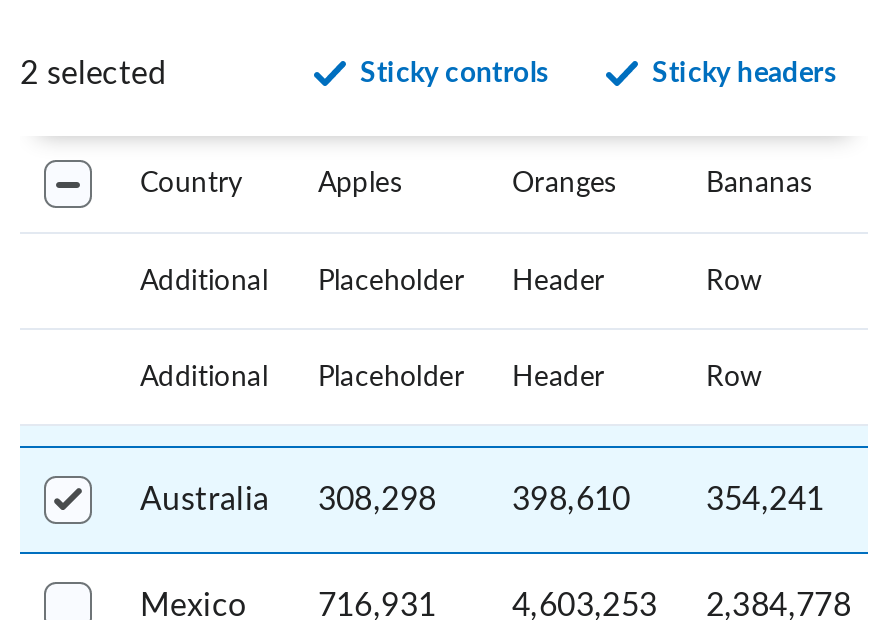 2 selected Sticky controls Sticky headers
Country Apples Oranges Bananas
Additional Placeholder Header Row
Additional Placeholder Header Row
Australia 308,298 398,610 354,241
Mexico 716,931 4,603,253 2,384,778